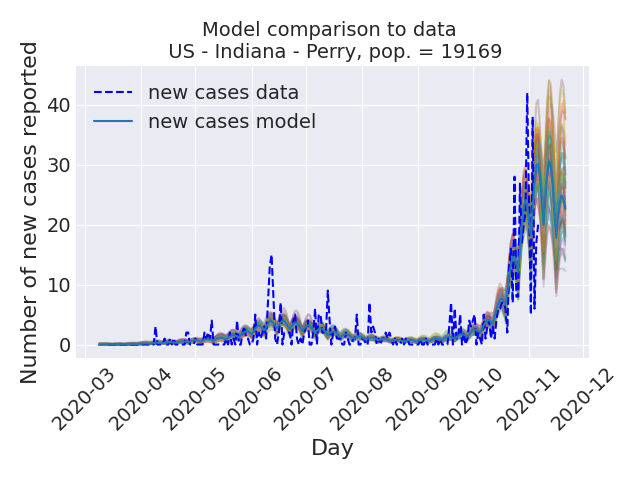 Model comparison to data
US - Indiana - Perry, pop. = 19169
Number of new cases reported
new cases data
new cases model
40
30
20
10
0
2020-03
2020-04
2020-05
2020-06
2020-07
2020-08
2020-09
2020-10
2020-11
2020-12
Day